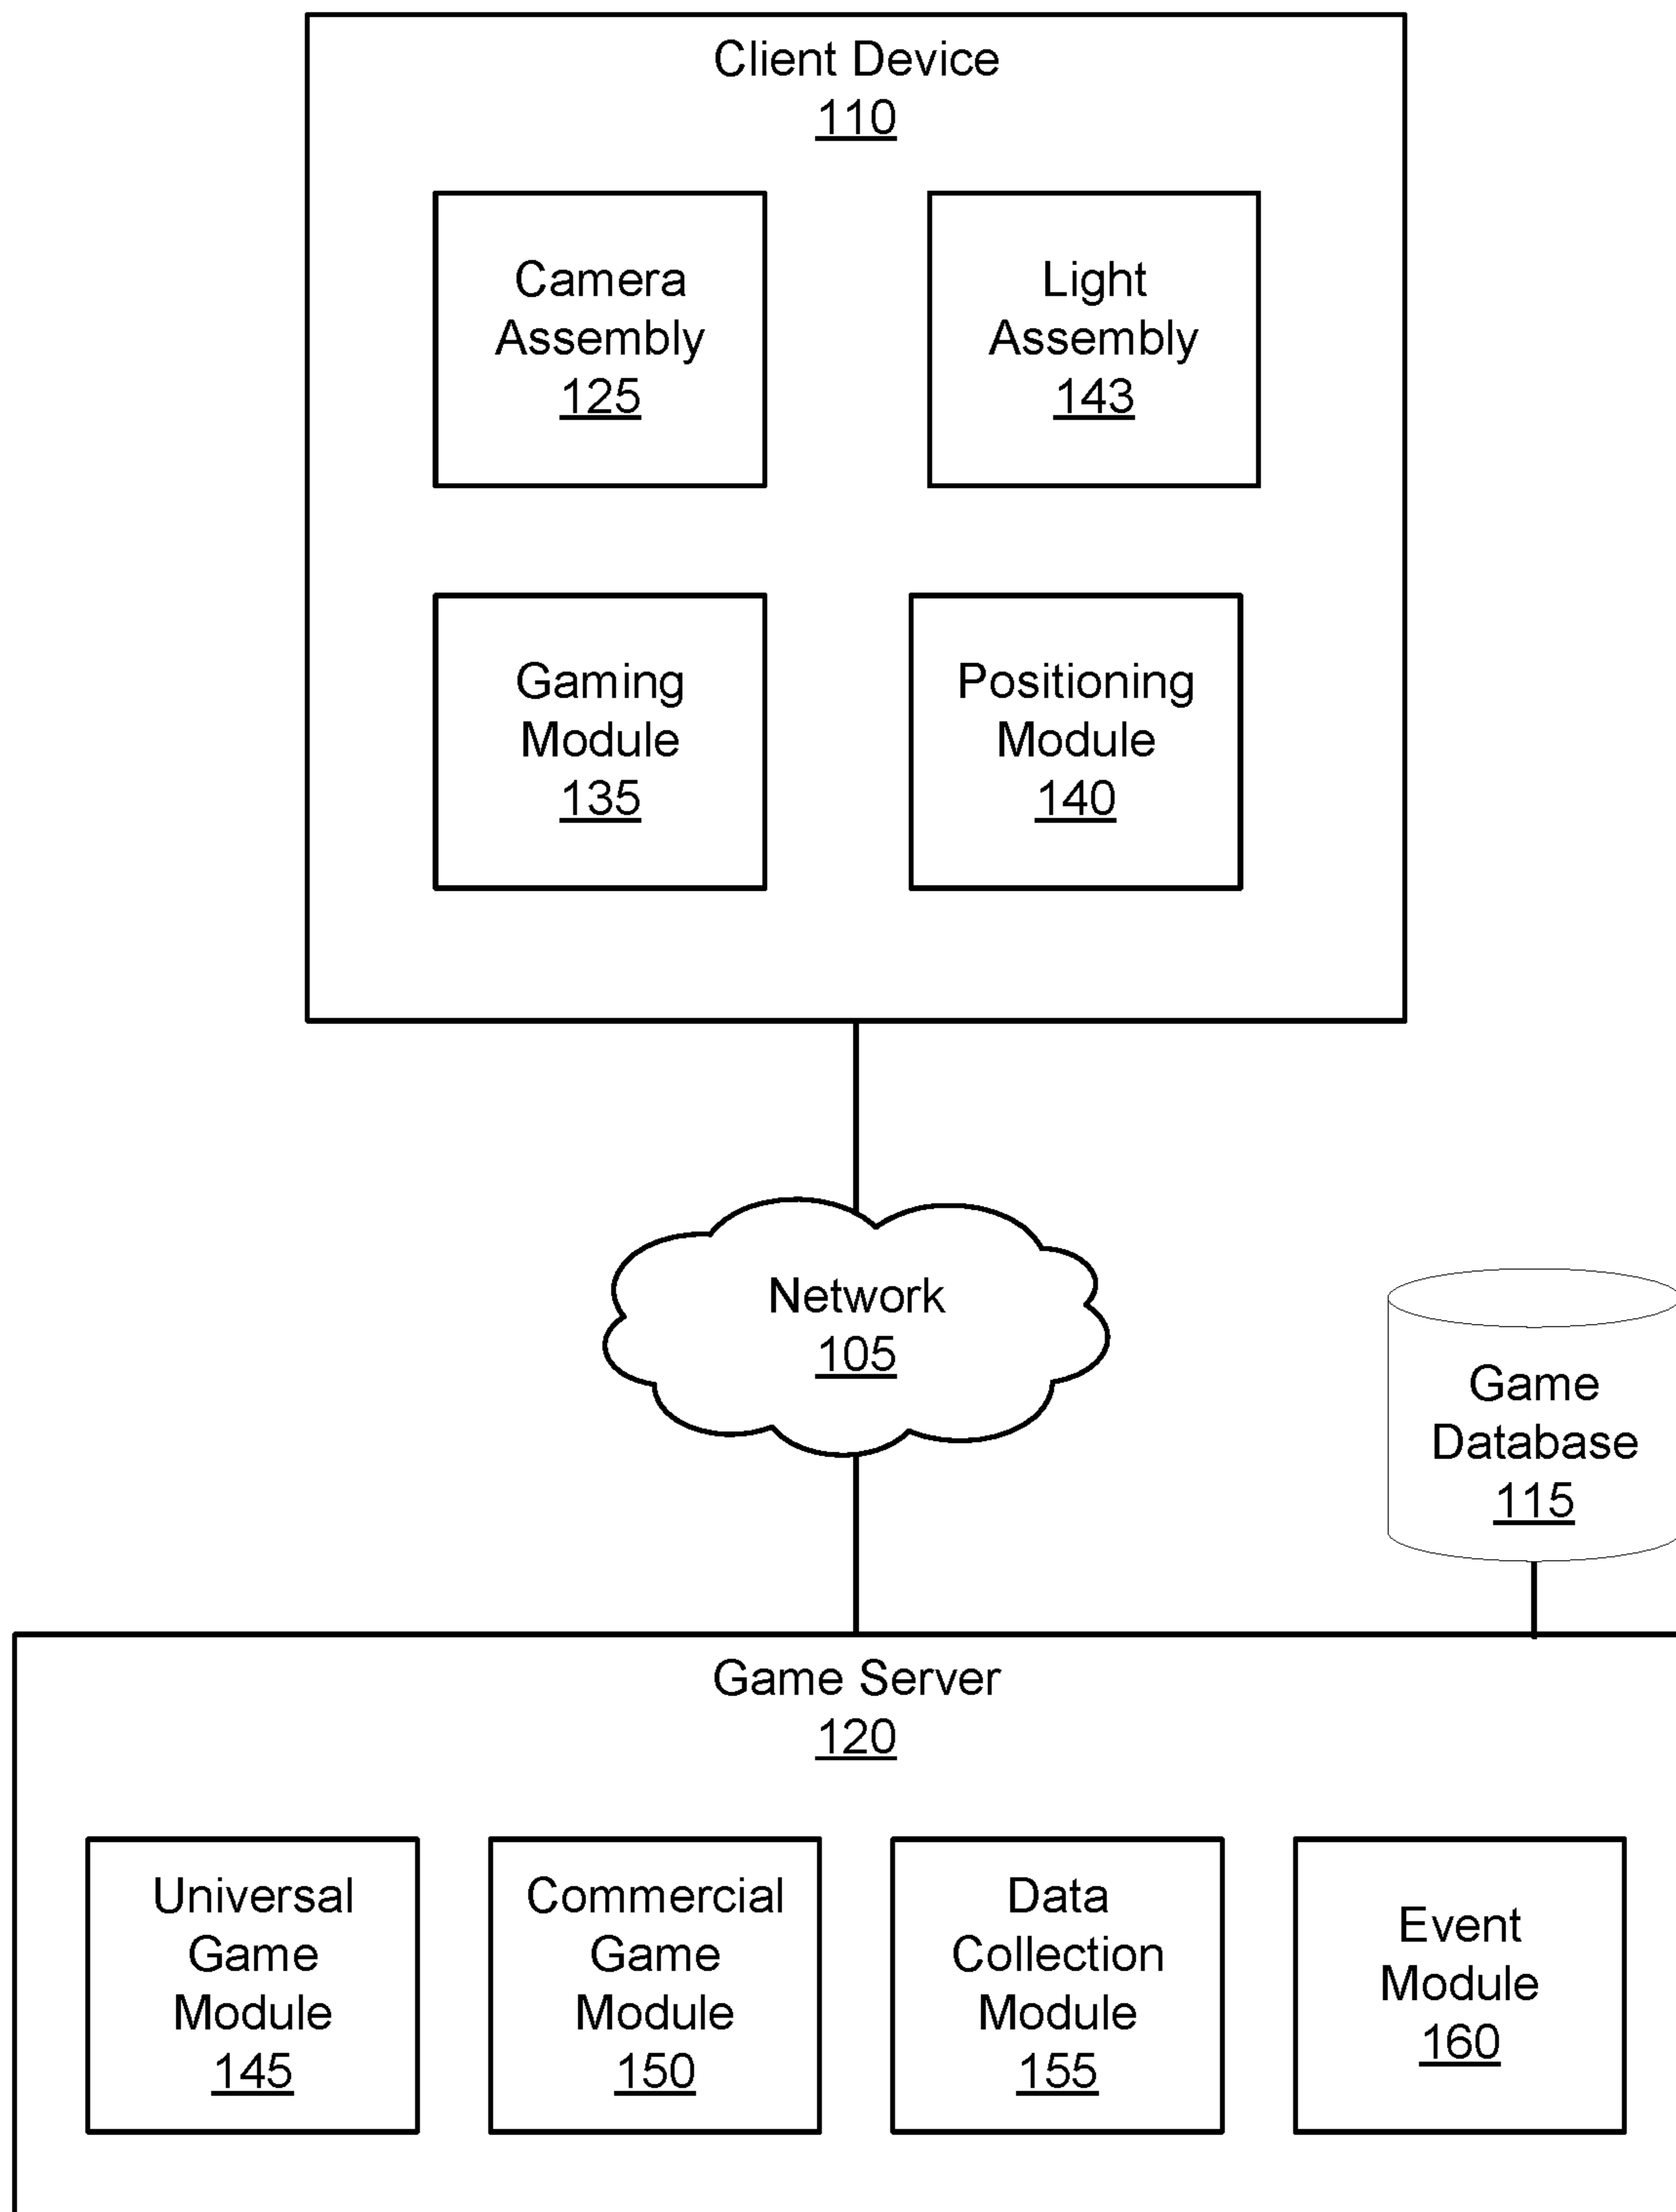 Client Device
110
Camera
Assembly
125
Light
Assembly
143
Gaming
Module
135
Positioning
Module
140
Network
105
Game
Database
115
Game Server
120
Universal
Game
Module
145
Commercial
Game
Module
150
Data
Collection
Module
155
Event
Module
160